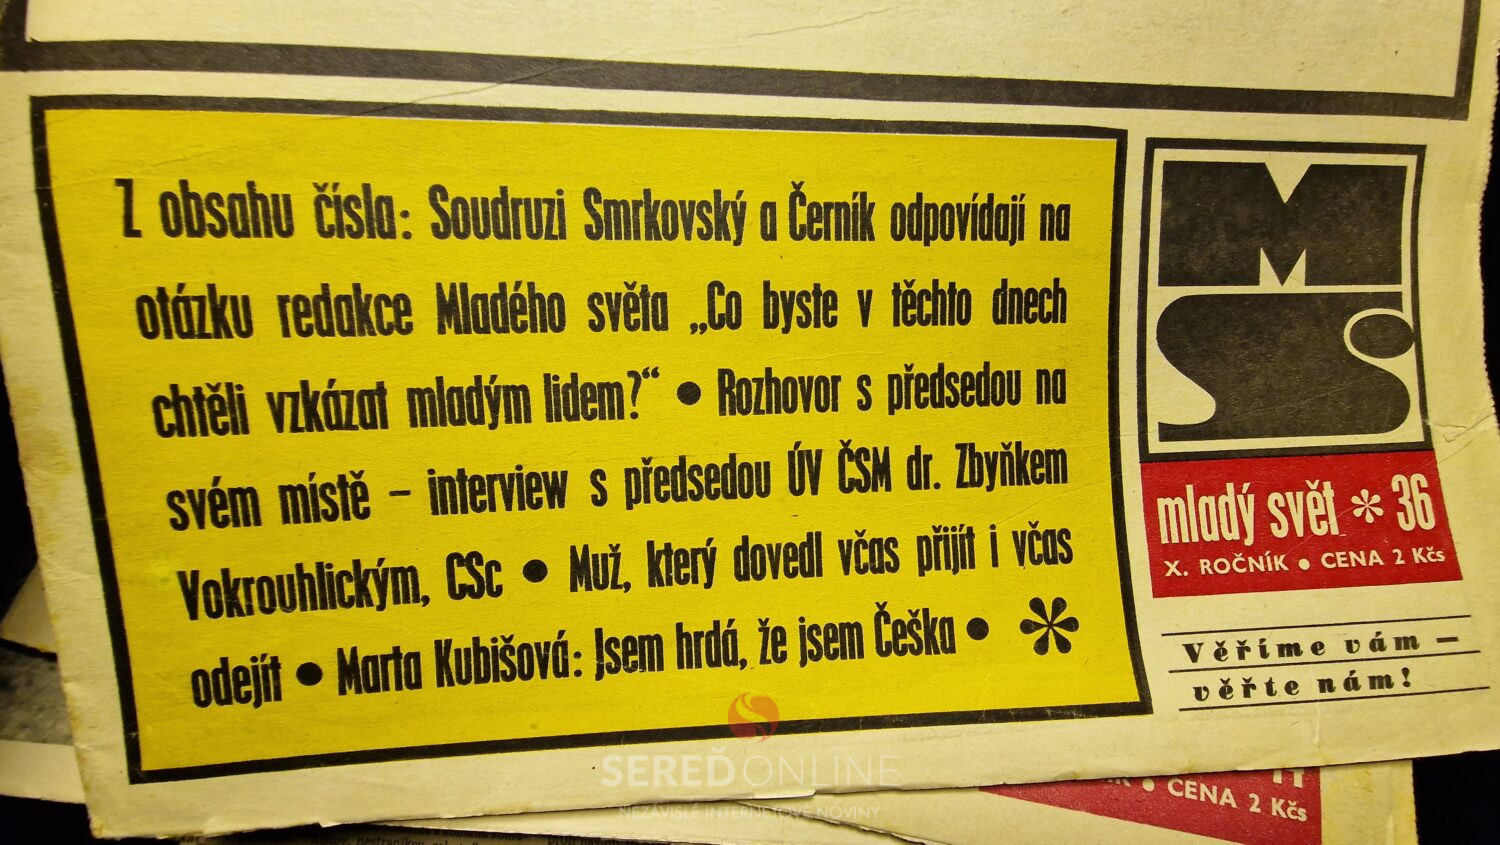 Z obsahu čísla: Soudruzi Smrkovský a Černík odpovídají na
otázku redakce Mladého světa „Co byste v těchto dnech
chtěli vzkázat mladým lidem?“ ● Rozhovor s předsedou na
svém místě – interview s předsedou ÚV ČSM dr. Zbyňkem
Vokrouhlickým, CSc ● Muž, který dovedl včas přijít i včas
odejít ● Marta Kubišová: Jsem hrdá, že jsem Češka ● *
MS
mladý svět * 36
X. ROČNÍK ● CENA 2 Kčs
Věříme vám –
věřte nám!
SEREĎONLINE
NEZÁVISLÉ INTERNETOVÉ NOVINY
● CENA 2 Kčs